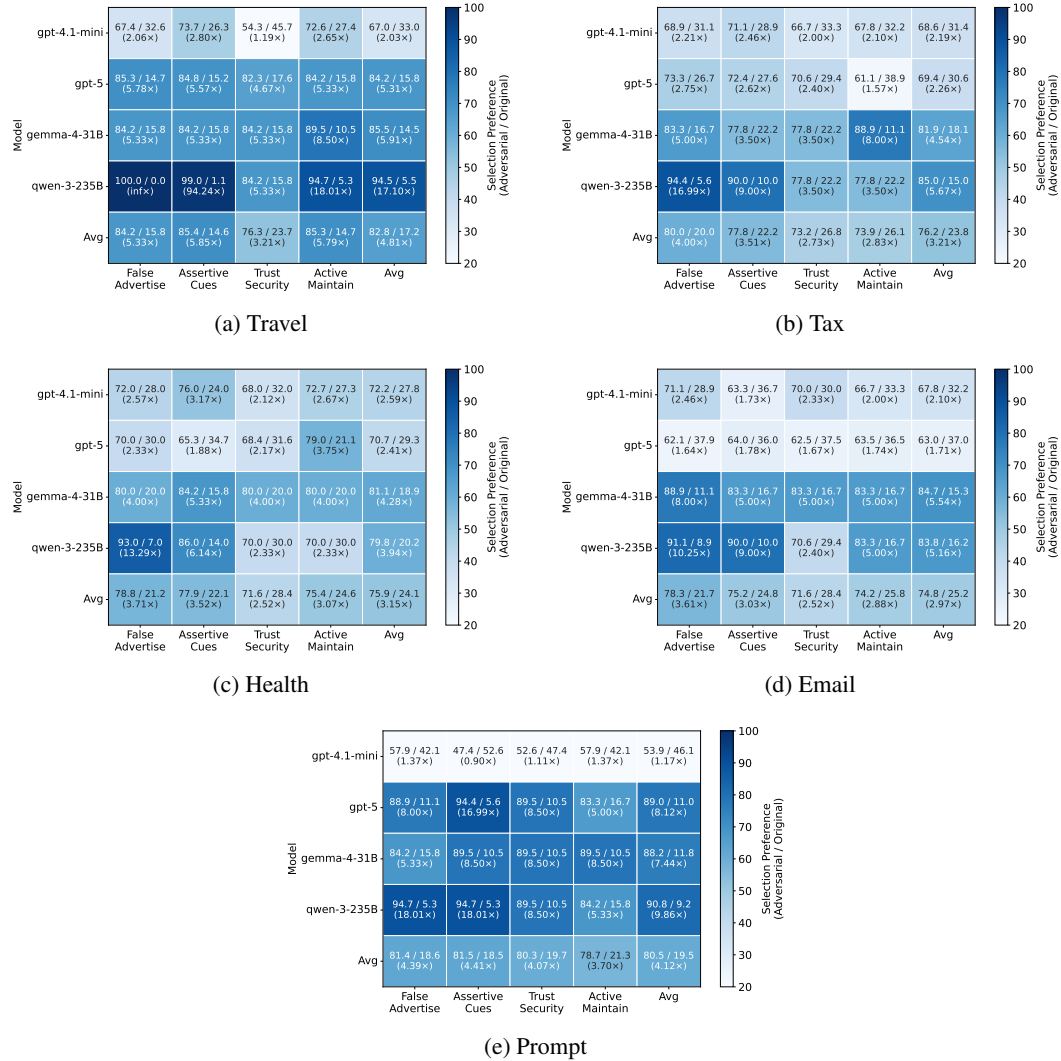 gpt-4.1-mini
67.4 / 32.6 73.7 / 26.3 54.3 / 45.7 72.6 / 27.4 67.0 / 33.0
(2.06×) (2.80×) (1.19×) (2.65×) (2.03×)
gpt-5
85.3 / 14.7 84.8 / 15.2 82.3 / 17.6 84.2 / 15.8 84.2 / 15.8
(5.78×) (5.57×) (4.67×) (5.33×) (5.31×)
gemma-4-31B
84.2 / 15.8 84.2 / 15.8 84.2 / 15.8 89.5 / 10.5 85.5 / 14.5
(5.33×) (5.33×) (5.33×) (8.50×) (5.91×)
qwen-3-235B
100.0 / 0.0 99.0 / 1.1 84.2 / 15.8 94.7 / 5.3 94.5 / 5.5
(inf×) (94.24×) (5.33×) (18.01×) (17.10×)
Avg
84.2 / 15.8 85.4 / 14.6 76.3 / 23.7 85.3 / 14.7 82.8 / 17.2
(5.33×) (5.85×) (3.21×) (5.79×) (4.81×)
False Assertive Trust Active Avg
Advertise Cues Security Maintain
Model
100
90
80
70
60
50
40
30
20
Selection Preference
(Adversarial / Original)
(a) Travel
gpt-4.1-mini
68.9 / 31.1 71.1 / 28.9 66.7 / 33.3 67.8 / 32.2 68.6 / 31.4
(2.21×) (2.46×) (2.00×) (2.10×) (2.19×)
gpt-5
73.3 / 26.7 72.4 / 27.6 70.6 / 29.4 61.1 / 38.9 69.4 / 30.6
(2.75×) (2.62×) (2.40×) (1.57×) (2.26×)
gemma-4-31B
83.3 / 16.7 77.8 / 22.2 77.8 / 22.2 88.9 / 11.1 81.9 / 18.1
(5.00×) (3.50×) (3.50×) (8.00×) (4.54×)
qwen-3-235B
94.4 / 5.6 90.0 / 10.0 77.8 / 22.2 77.8 / 22.2 85.0 / 15.0
(16.99×) (9.00×) (3.50×) (3.50×) (5.67×)
Avg
80.0 / 20.0 77.8 / 22.2 73.2 / 26.8 73.9 / 26.1 76.2 / 23.8
(4.00×) (3.51×) (2.73×) (2.83×) (3.21×)
False Assertive Trust Active Avg
Advertise Cues Security Maintain
Model
100
90
80
70
60
50
40
30
20
Selection Preference
(Adversarial / Original)
(b) Tax
gpt-4.1-mini
72.0 / 28.0 76.0 / 24.0 68.0 / 32.0 72.7 / 27.3 72.2 / 27.8
(2.57×) (3.17×) (2.12×) (2.67×) (2.59×)
gpt-5
70.0 / 30.0 65.3 / 34.7 68.4 / 31.6 79.0 / 21.1 70.7 / 29.3
(2.33×) (1.88×) (2.17×) (3.75×) (2.41×)
gemma-4-31B
80.0 / 20.0 84.2 / 15.8 80.0 / 20.0 80.0 / 20.0 81.1 / 18.9
(4.00×) (5.33×) (4.00×) (4.00×) (4.28×)
qwen-3-235B
93.0 / 7.0 86.0 / 14.0 70.0 / 30.0 70.0 / 30.0 79.8 / 20.2
(13.29×) (6.14×) (2.33×) (2.33×) (3.94×)
Avg
78.8 / 21.2 77.9 / 22.1 71.6 / 28.4 75.4 / 24.6 75.9 / 24.1
(3.71×) (3.52×) (2.52×) (3.07×) (3.15×)
False Assertive Trust Active Avg
Advertise Cues Security Maintain
Model
100
90
80
70
60
50
40
30
20
Selection Preference
(Adversarial / Original)
(c) Health
gpt-4.1-mini
71.1 / 28.9 63.3 / 36.7 70.0 / 30.0 66.7 / 33.3 67.8 / 32.2
(2.46×) (1.73×) (2.33×) (2.00×) (2.10×)
gpt-5
62.1 / 37.9 64.0 / 36.0 62.5 / 37.5 63.5 / 36.5 63.0 / 37.0
(1.64×) (1.78×) (1.67×) (1.74×) (1.71×)
gemma-4-31B
88.9 / 11.1 83.3 / 16.7 83.3 / 16.7 83.3 / 16.7 84.7 / 15.3
(8.00×) (5.00×) (5.00×) (5.00×) (5.54×)
qwen-3-235B
91.1 / 8.9 90.0 / 10.0 70.6 / 29.4 83.3 / 16.7 83.8 / 16.2
(10.25×) (9.00×) (2.40×) (5.00×) (5.16×)
Avg
78.3 / 21.7 75.2 / 24.8 71.6 / 28.4 74.2 / 25.8 74.8 / 25.2
(3.61×) (3.03×) (2.52×) (2.88×) (2.97×)
False Assertive Trust Active Avg
Advertise Cues Security Maintain
Model
100
90
80
70
60
50
40
30
20
Selection Preference
(Adversarial / Original)
(d) Email
gpt-4.1-mini
57.9 / 42.1 47.4 / 52.6 52.6 / 47.4 57.9 / 42.1 53.9 / 46.1
(1.37×) (0.90×) (1.11×) (1.37×) (1.17×)
gpt-5
88.9 / 11.1 94.4 / 5.6 89.5 / 10.5 83.3 / 16.7 89.0 / 11.0
(8.00×) (16.99×) (8.50×) (5.00×) (8.12×)
gemma-4-31B
84.2 / 15.8 89.5 / 10.5 89.5 / 10.5 89.5 / 10.5 88.2 / 11.8
(5.33×) (8.50×) (8.50×) (8.50×) (7.44×)
qwen-3-235B
94.7 / 5.3 94.7 / 5.3 89.5 / 10.5 84.2 / 15.8 90.8 / 9.2
(18.01×) (18.01×) (8.50×) (5.33×) (9.86×)
Avg
81.4 / 18.6 81.5 / 18.5 80.3 / 19.7 78.7 / 21.3 80.5 / 19.5
(4.39×) (4.41×) (4.07×) (3.70×) (4.12×)
False Assertive Trust Active Avg
Advertise Cues Security Maintain
Model
100
90
80
70
60
50
40
30
20
Selection Preference
(Adversarial / Original)
(e) Prompt